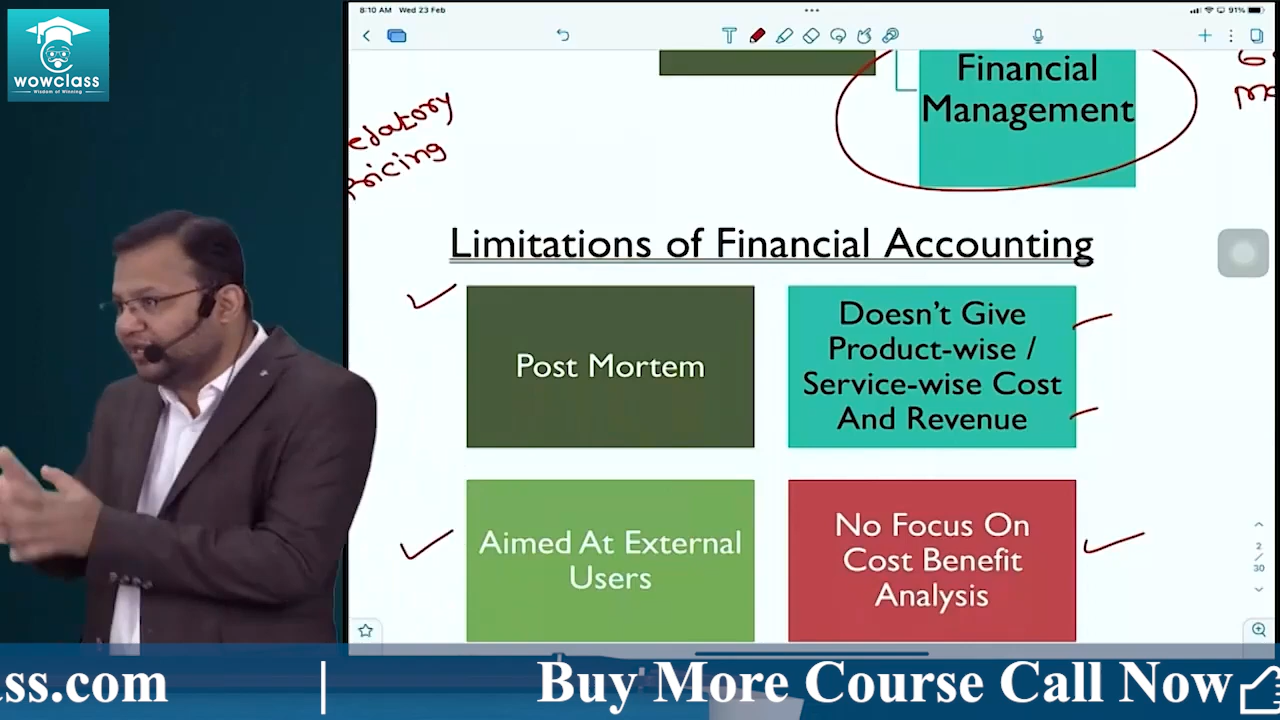 8:10 AM Wed 23 Feb
91%
wowclass
Wisdom of Winning
Financial
Management
edatory
Pricing
Limitations of Financial Accounting
Post Mortem
Doesn't Give
Product-wise /
Service-wise Cost
And Revenue
Aimed At External
Users
No Focus On
Cost Benefit
Analysis
2
/
30
ss.com | Buy More Course Call Now